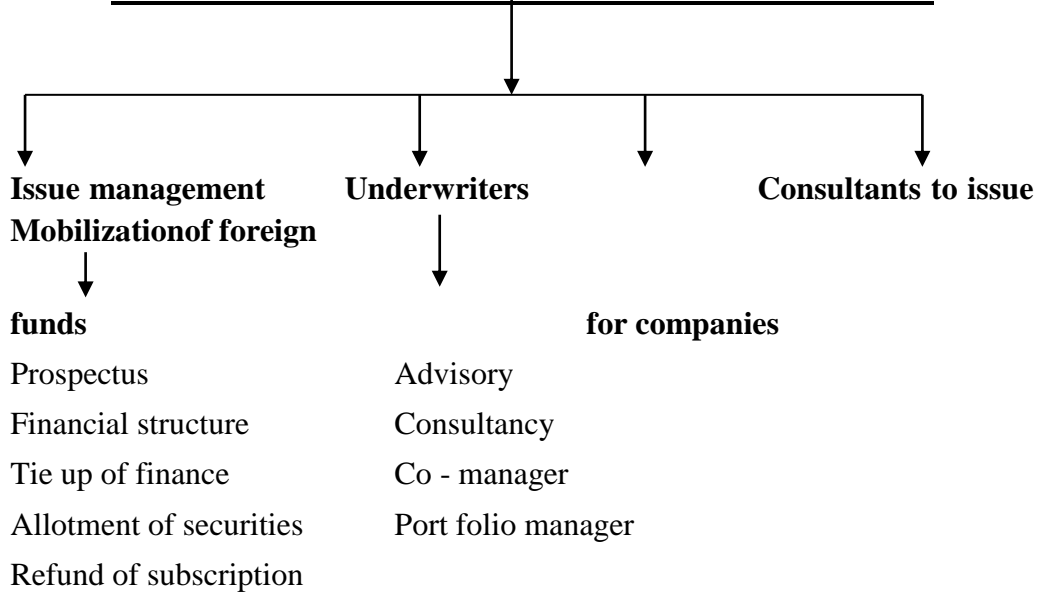 Issue management Underwriters Consultants to issue
Mobilizationof foreign
funds for companies
Prospectus Advisory
Financial structure Consultancy
Tie up of finance Co - manager
Allotment of securities Port folio manager
Refund of subscription